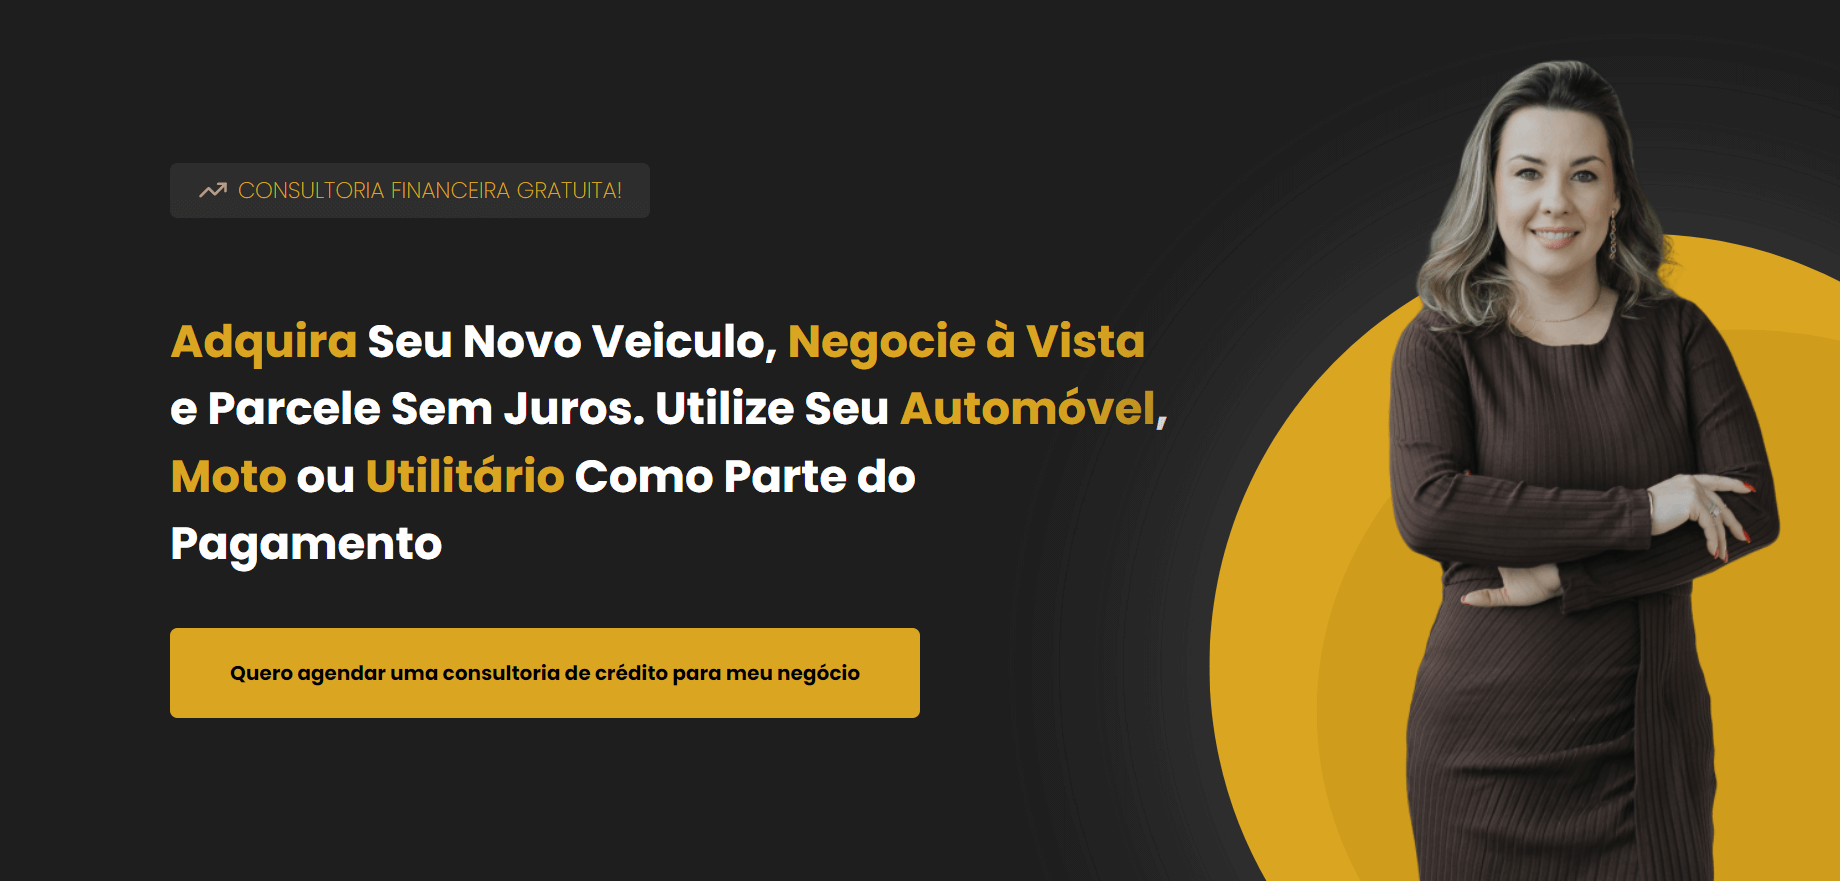 CONSULTORIA FINANCEIRA GRATUITA!
Adquira Seu Novo Veiculo, Negocie à Vista
e Parcele Sem Juros. Utilize Seu Automóvel,
Moto ou Utilitário Como Parte do
Pagamento
Quero agendar uma consultoria de crédito para meu negócio